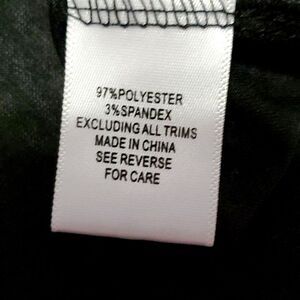 97%POLYESTER
3%SPANDEX
EXCLUDING ALL TRIMS
MADE IN CHINA
SEE REVERSE
FOR CARE